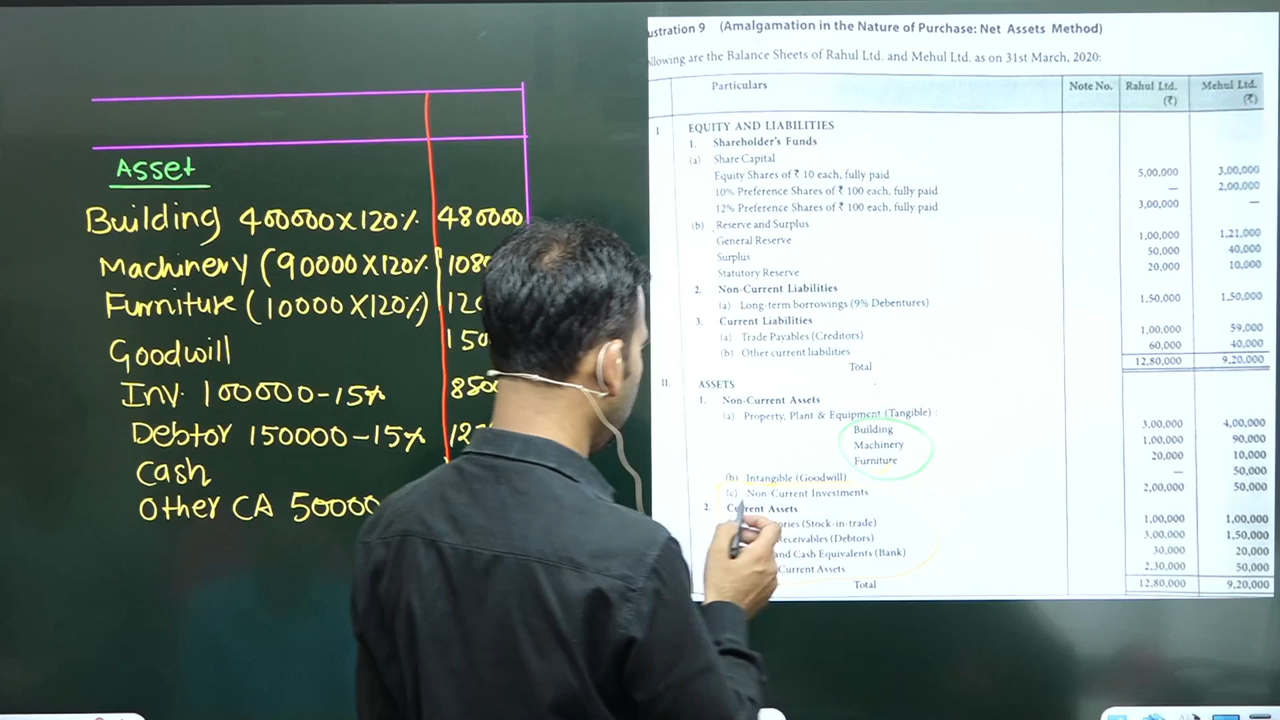 Asset
Building 400000X120% 480000
Machinery (90000X120%
Furniture (10000X120%)
Goodwill
Inv. 100000-15%
Debtor 150000-15%
Cash
Other CA 50000
ustration 9 (Amalgamation in the Nature of Purchase: Net Assets Method)
llowing are the Balance Sheets of Rahul Ltd. and Mehul Ltd. as on 31st March, 2020:
Particulars Note No. Rahul Ltd. (₹) Mehul Ltd. (₹)
I EQUITY AND LIABILITIES
1. Shareholder's Funds
(a) Share Capital
Equity Shares of ₹ 10 each, fully paid 5,00,000 3,00,000
10% Preference Shares of ₹ 100 each, fully paid — 2,00,000
12% Preference Shares of ₹ 100 each, fully paid 3,00,000 —
(b) Reserve and Surplus
General Reserve 1,00,000 1,21,000
Surplus 50,000 40,000
Statutory Reserve 20,000 10,000
2. Non-Current Liabilities
(a) Long-term borrowings (9% Debentures) 1,50,000 1,50,000
3. Current Liabilities
(a) Trade Payables (Creditors) 1,00,000 59,000
(b) Other current liabilities 60,000 40,000
Total 12,80,000 9,20,000
II. ASSETS
1. Non-Current Assets
(a) Property, Plant & Equipment (Tangible) :
Building 3,00,000 4,00,000
Machinery 1,00,000 90,000
Furniture 20,000 10,000
(b) Intangible (Goodwill) — 50,000
(c) Non-Current Investments 2,00,000 50,000
2. Current Assets
(Stock-in-trade) 1,00,000 1,00,000
(Debtors) 3,00,000 1,50,000
and Cash Equivalents (Bank) 30,000 20,000
Current Assets 2,30,000 50,000
Total 12,80,000 9,20,000